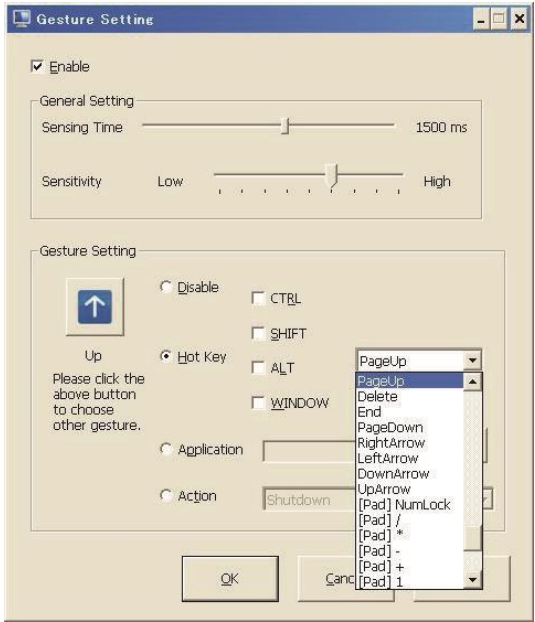 Gesture Setting
Enable
General Setting
Sensing Time 1500 ms
Sensitivity Low High
Gesture Setting
Disable
CTRL
SHIFT
Up
Hot Key
ALT
PageUp
WINDOW
Please click the
above button
to choose
other gesture.
PageUp
Delete
End
PageDown
RightArrow
LeftArrow
DownArrow
UpArrow
[Pad] NumLock
[Pad] /
[Pad] *
[Pad] -
[Pad] +
[Pad] 1
Application
Action
Shutdown
OK